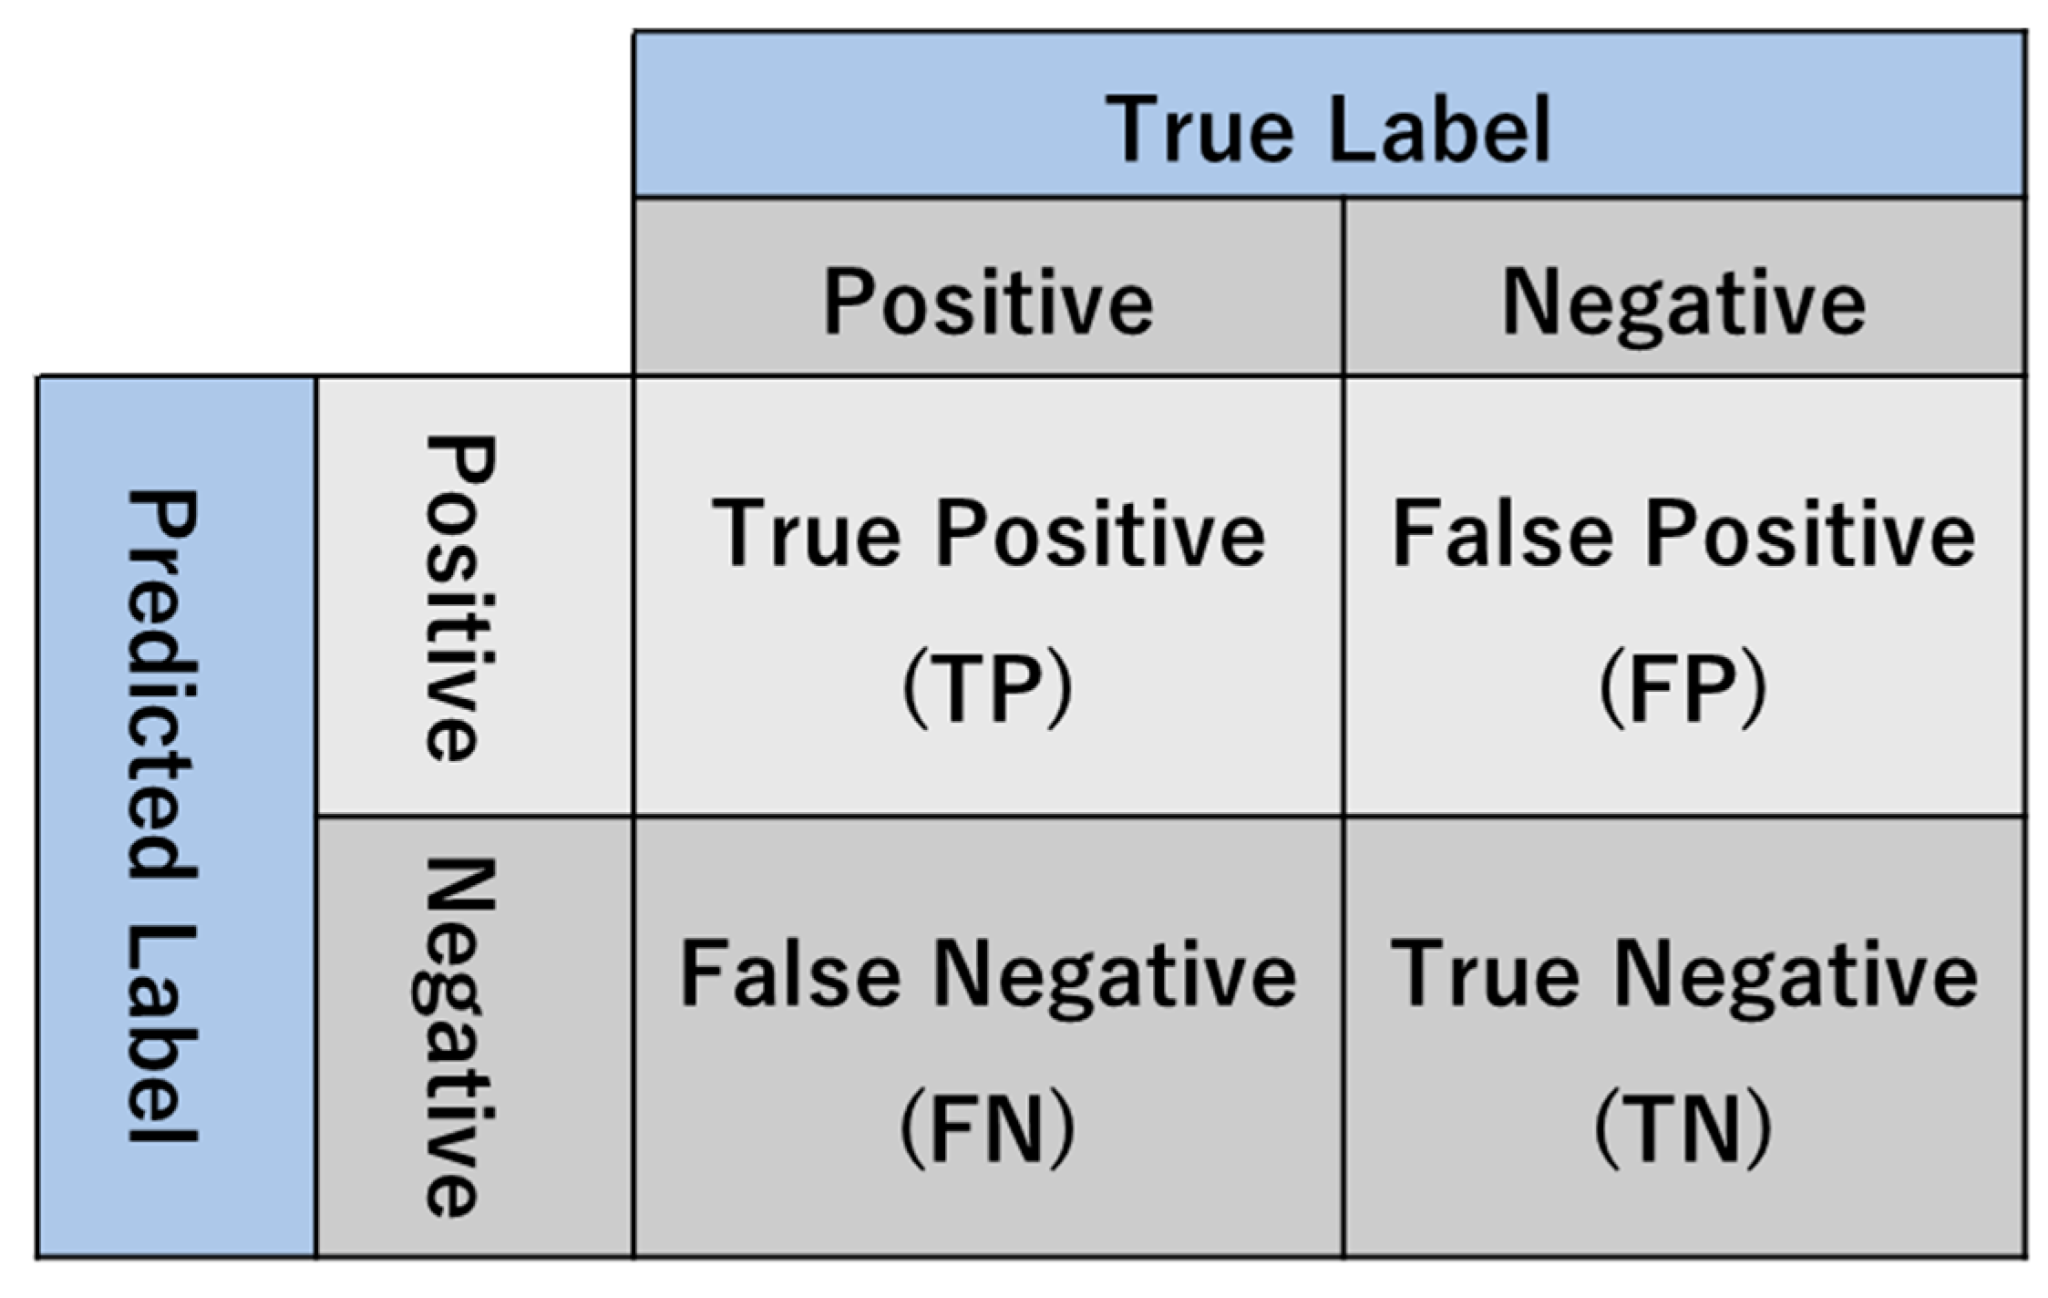 True Label
Positive
Negative
Predicted Label
Positive
True Positive
(TP)
False Positive
(FP)
Negative
False Negative
(FN)
True Negative
(TN)